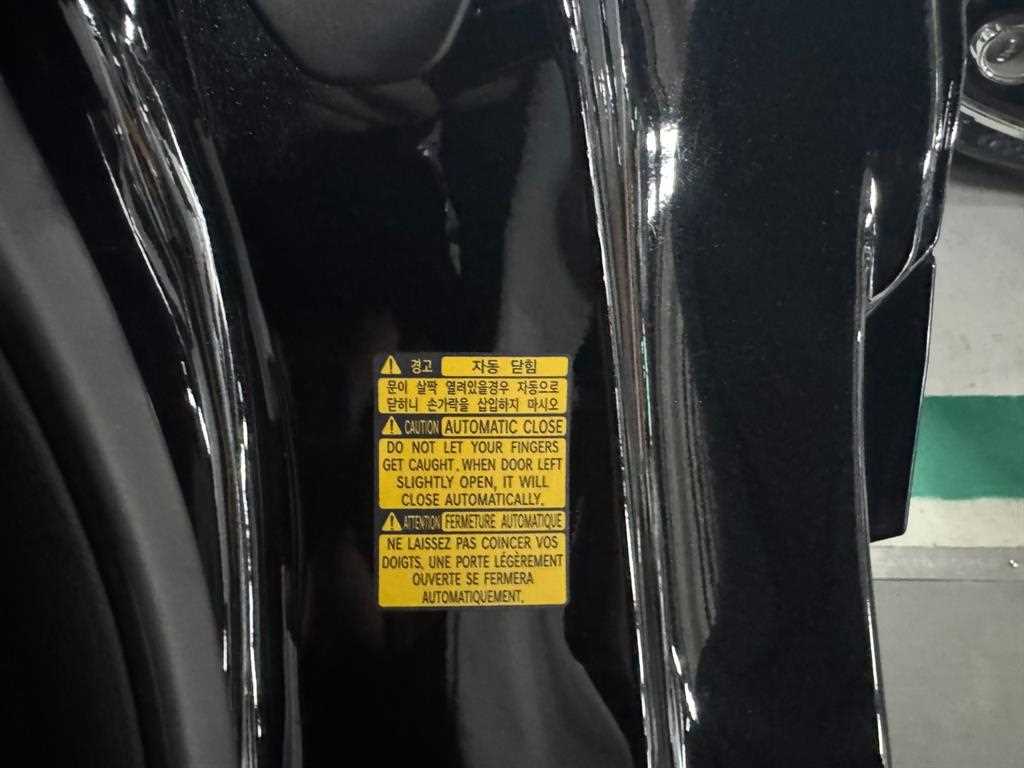 경고 자동 닫힘
문이 살짝 열려있을경우 자동으로
닫히니 손가락을 삽입하지 마시오
CAUTION AUTOMATIC CLOSE
DO NOT LET YOUR FINGERS
GET CAUGHT. WHEN DOOR LEFT
SLIGHTLY OPEN, IT WILL
CLOSE AUTOMATICALLY.
ATTENTION FERMETURE AUTOMATIQUE
NE LAISSEZ PAS COINCER VOS
DOIGTS. UNE PORTE LÉGÈREMENT
OUVERTE SE FERMERA
AUTOMATIQUEMENT.